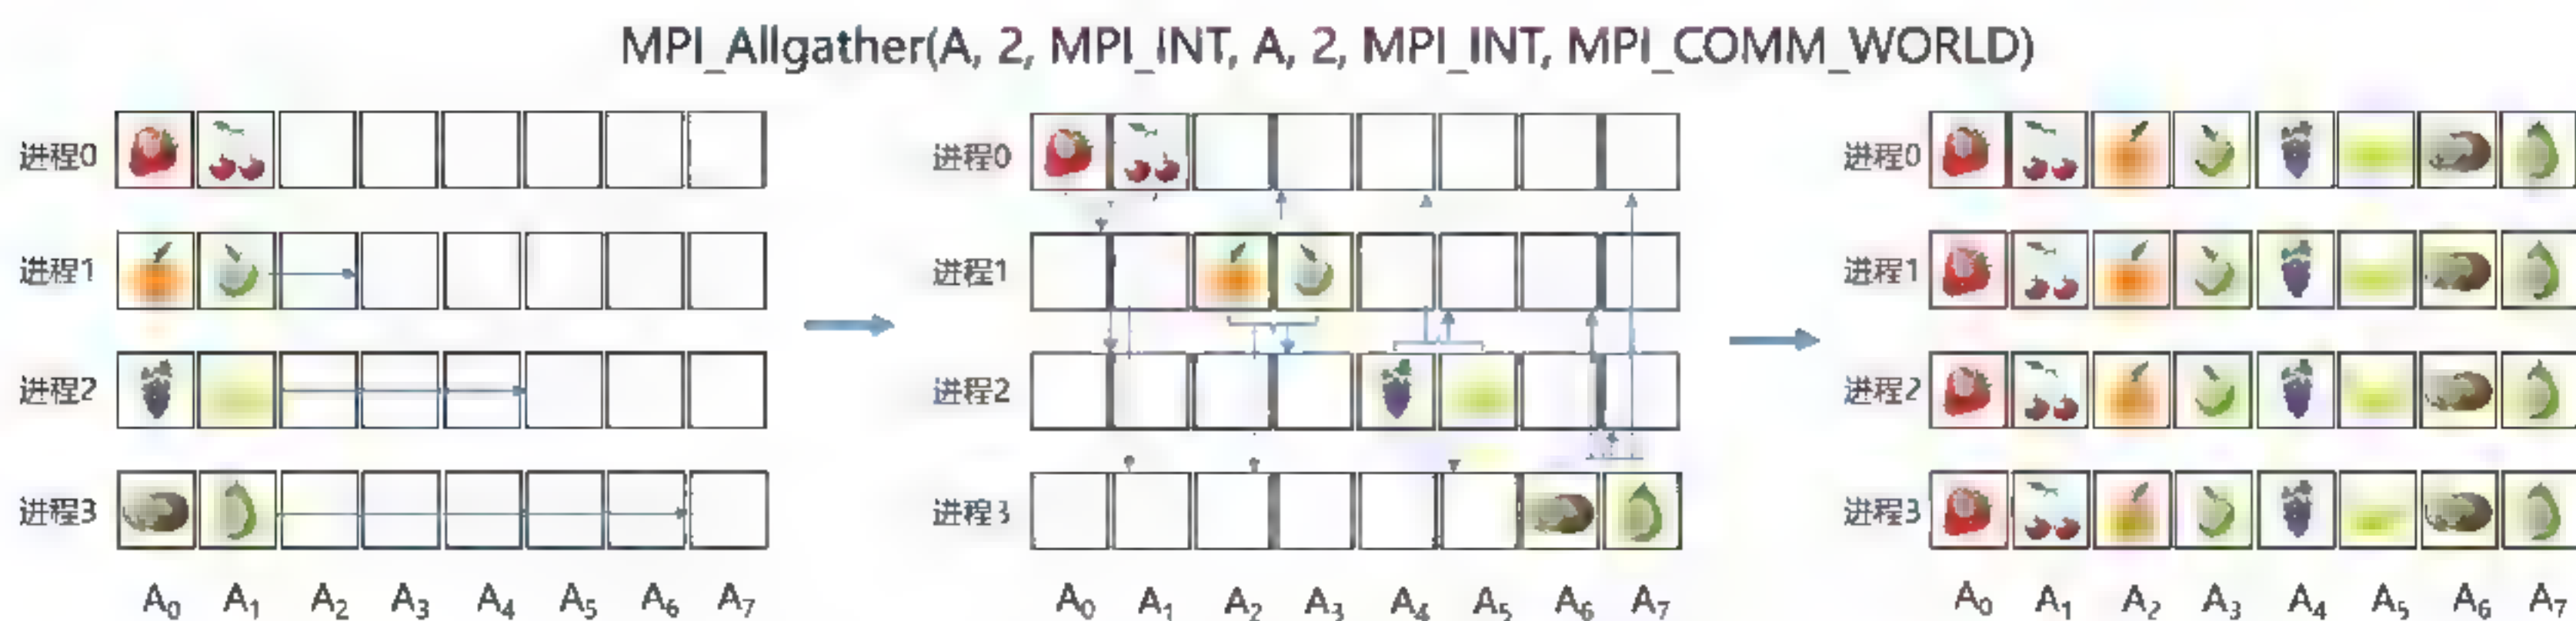 MPI_Allgather(A, 2, MPI_INT, A, 2, MPI_INT, MPI_COMM_WORLD)
进程0 进程0 进程0
进程1 进程1 进程1
进程2 进程2 进程2
进程3 进程3 进程3
A0 A1 A2 A3 A4 A5 A6 A7 A0 A1 A2 A3 A4 A5 A6 A7 A0 A1 A2 A3 A4 A5 A6 A7